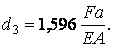 d₃ = 1,596 Fa/EA.